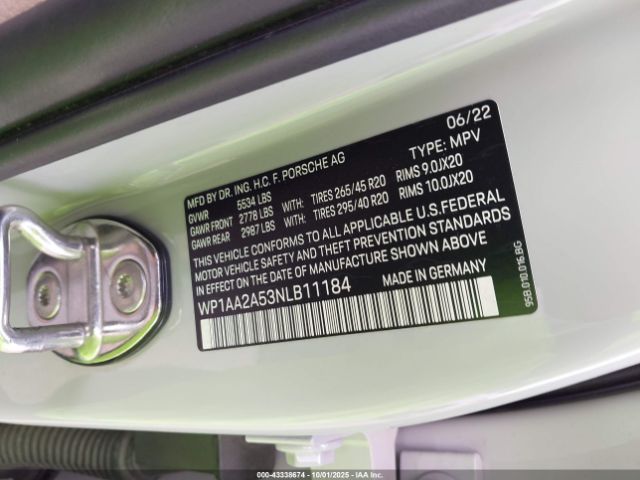 MFD BY DR. ING. H.C. F. PORSCHE AG 06/22
GVWR 5534 LBS TYPE: MPV
GAWR FRONT 2778 LBS WITH: TIRES 265/45 R20 RIMS 9.0JX20
GAWR REAR 2987 LBS WITH: TIRES 295/40 R20 RIMS 10.0JX20
THIS VEHICLE CONFORMS TO ALL APPLICABLE U.S. FEDERAL
MOTOR VEHICLE SAFETY AND THEFT PREVENTION STANDARDS
IN EFFECT ON THE DATE OF MANUFACTURE SHOWN ABOVE
WP1AA2A53NLB11184 MADE IN GERMANY
95B.010.016.BG
000-43338674 - 10/01/2025 - COPYRIGHT IAA